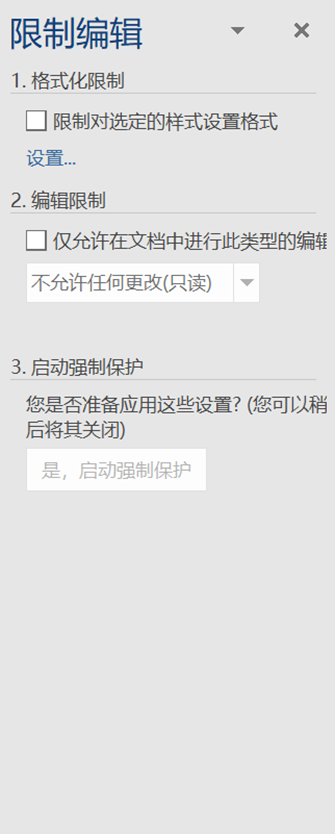 限制编辑
1. 格式化限制
限制对选定的样式设置格式
设置...
2. 编辑限制
仅允许在文档中进行此类型的编辑
不允许任何更改(只读)
3. 启动强制保护
您是否准备应用这些设置? (您可以稍
后将其关闭)
是，启动强制保护